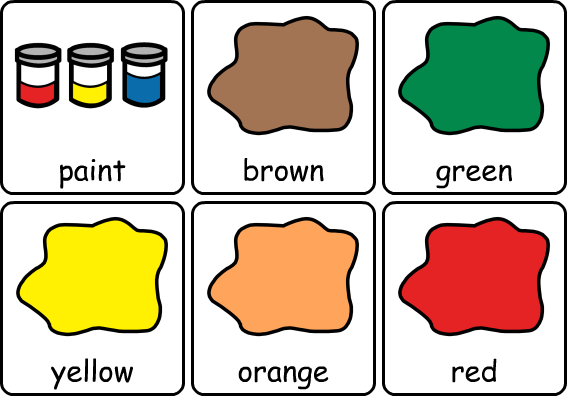 paint
brown
green
yellow
orange
red